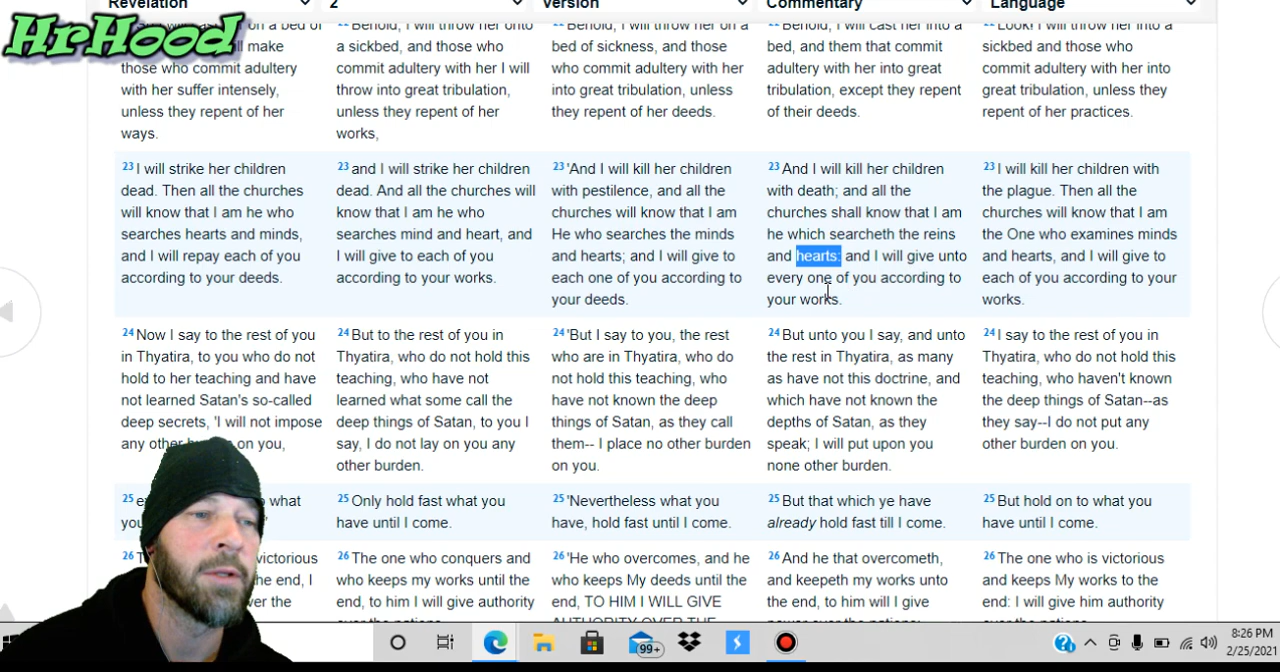 Revelation
2
Version
Commentary
Language
HrHood
will make
those who commit adultery
with her suffer intensely,
unless they repent of her
ways.
23 I will strike her children
dead. Then all the churches
will know that I am he who
searches hearts and minds,
and I will repay each of you
according to your deeds.
24 Now I say to the rest of you
in Thyatira, to you who do not
hold to her teaching and have
not learned Satan's so-called
deep secrets, 'I will not impose
any other burden on you,
25 what
you
26 victorious
the end, I
over the
22 Behold, I will throw her onto
a sickbed, and those who
commit adultery with her I will
throw into great tribulation,
unless they repent of her
works,
23 and I will strike her children
dead. And all the churches will
know that I am he who
searches mind and heart, and
I will give to each of you
according to your works.
24 But to the rest of you in
Thyatira, who do not hold this
teaching, who have not
learned what some call the
deep things of Satan, to you I
say, I do not lay on you any
other burden.
25 Only hold fast what you
have until I come.
26 The one who conquers and
who keeps my works until the
end, to him I will give authority
over the nations
22 'Behold, I will throw her on a
bed of sickness, and those
who commit adultery with her
into great tribulation, unless
they repent of her deeds.
23 'And I will kill her children
with pestilence, and all the
churches will know that I am
He who searches the minds
and hearts; and I will give to
each one of you according to
your deeds.
24 'But I say to you, the rest
who are in Thyatira, who do
not hold this teaching, who
have not known the deep
things of Satan, as they call
them-- I place no other burden
on you.
25 'Nevertheless what you
have, hold fast until I come.
26 'He who overcomes, and he
who keeps My deeds until the
end, TO HIM I WILL GIVE
AUTHORITY OVER THE
22 Behold, I will cast her into a
bed, and them that commit
adultery with her into great
tribulation, except they repent
of their deeds.
23 And I will kill her children
with death; and all the
churches shall know that I am
he which searcheth the reins
and hearts: and I will give unto
every one of you according to
your works.
24 But unto you I say, and unto
the rest in Thyatira, as many
as have not this doctrine, and
which have not known the
depths of Satan, as they
speak; I will put upon you
none other burden.
25 But that which ye have
already hold fast till I come.
26 And he that overcometh,
and keepeth my works unto
the end, to him will I give
power over the nations:
22 Look! I will throw her into a
sickbed and those who
commit adultery with her into
great tribulation, unless they
repent of her practices.
23 I will kill her children with
the plague. Then all the
churches will know that I am
the One who examines minds
and hearts, and I will give to
each of you according to your
works.
24 I say to the rest of you in
Thyatira, who do not hold this
teaching, who haven't known
the deep things of Satan--as
they say--I do not put any
other burden on you.
25 But hold on to what you
have until I come.
26 The one who is victorious
and keeps My works to the
end: I will give him authority
99+
8:26 PM
2/25/2021